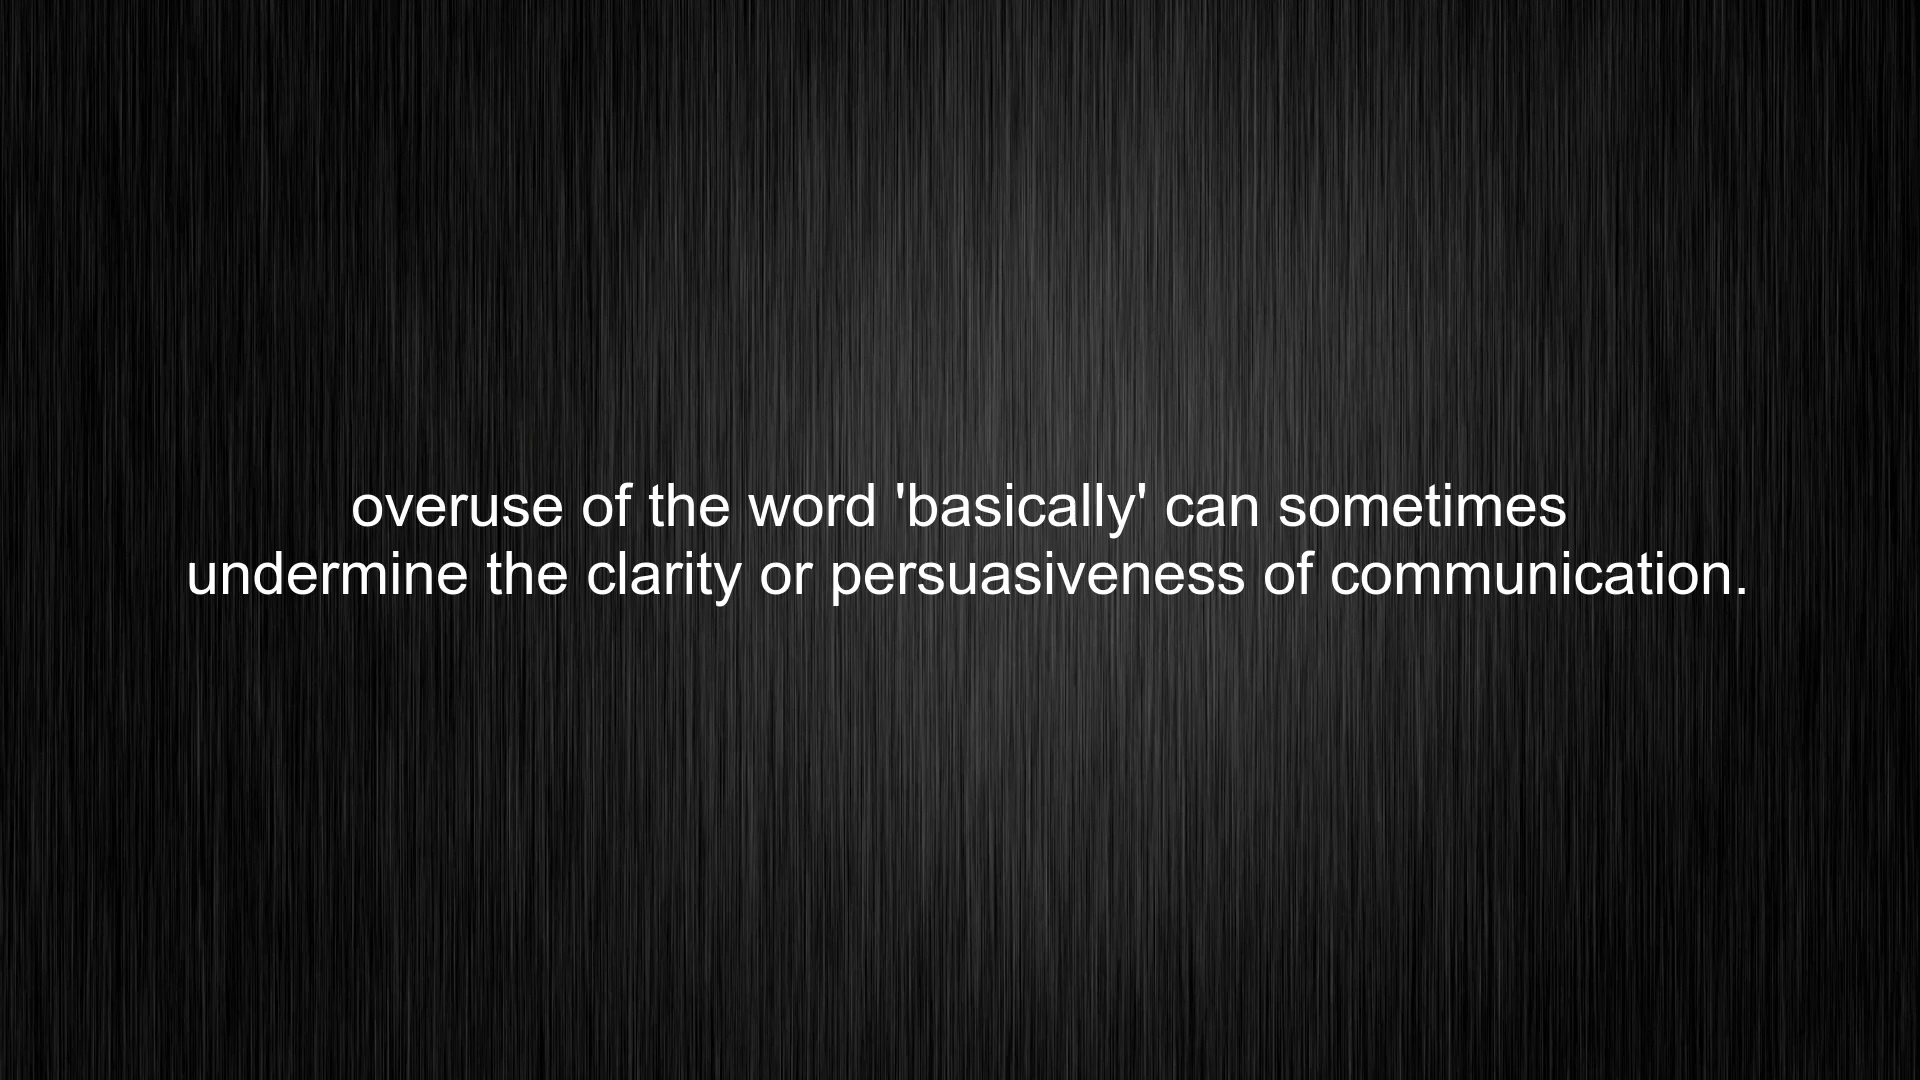 overuse of the word 'basically' can sometimes
undermine the clarity or persuasiveness of communication.